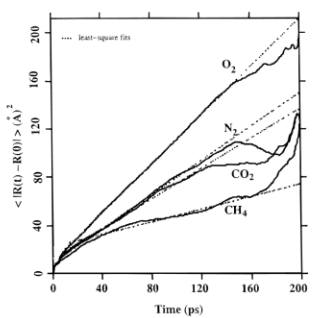 200
160
120
80
40
0
< |R(t) − R(0)| > (Å)²
least−square fits
O₂
N₂
CO₂
CH₄
0 40 80 120 160 200
Time (ps)